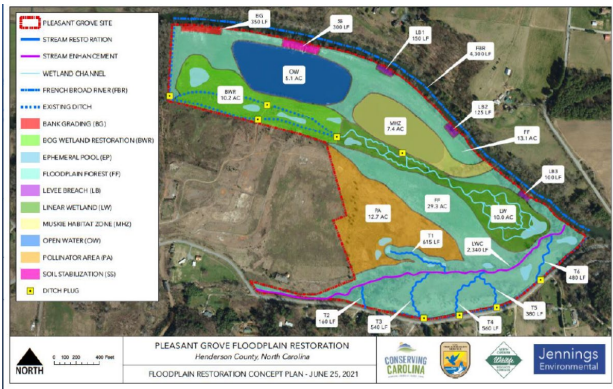 PLEASANT GROVE SITE
STREAM RESTORATION
STREAM ENHANCEMENT
WETLAND CHANNEL
FRENCH BROAD RIVER (FBR)
EXISTING DITCH
BANK GRADING (BG)
BOG WETLAND RESTORATION (BWR)
EPHEMERAL POOL (EP)
FLOODPLAIN FOREST (FF)
LEVEE BREACH (LB)
LINEAR WETLAND (LW)
MUSKIE HABITAT ZONE (MHZ)
OPEN WATER (OW)
POLLINATOR AREA (PA)
SOIL STABILIZATION (SS)
DITCH PLUG
BG
350 LF
SS
300 LF
LB1
150 LF
FBR
4,300 LF
OW
5.1 AC
BWR
10.2 AC
LB2
125 LF
MHZ
7.4 AC
FF
13.1 AC
LB3
100 LF
FF
29.3 AC
PA
12.7 AC
LW
10.6 AC
T1
615 LF
LWC
2,340 LF
T6
480 LF
T2
160 LF
T3
540 LF
T4
560 LF
T5
380 LF
NORTH
0 100 200 400 Feet
PLEASANT GROVE FLOODPLAIN RESTORATION
Henderson County, North Carolina
FLOODPLAIN RESTORATION CONCEPT PLAN - JUNE 25, 2021
CONSERVING
CAROLINA
Jennings
Environmental